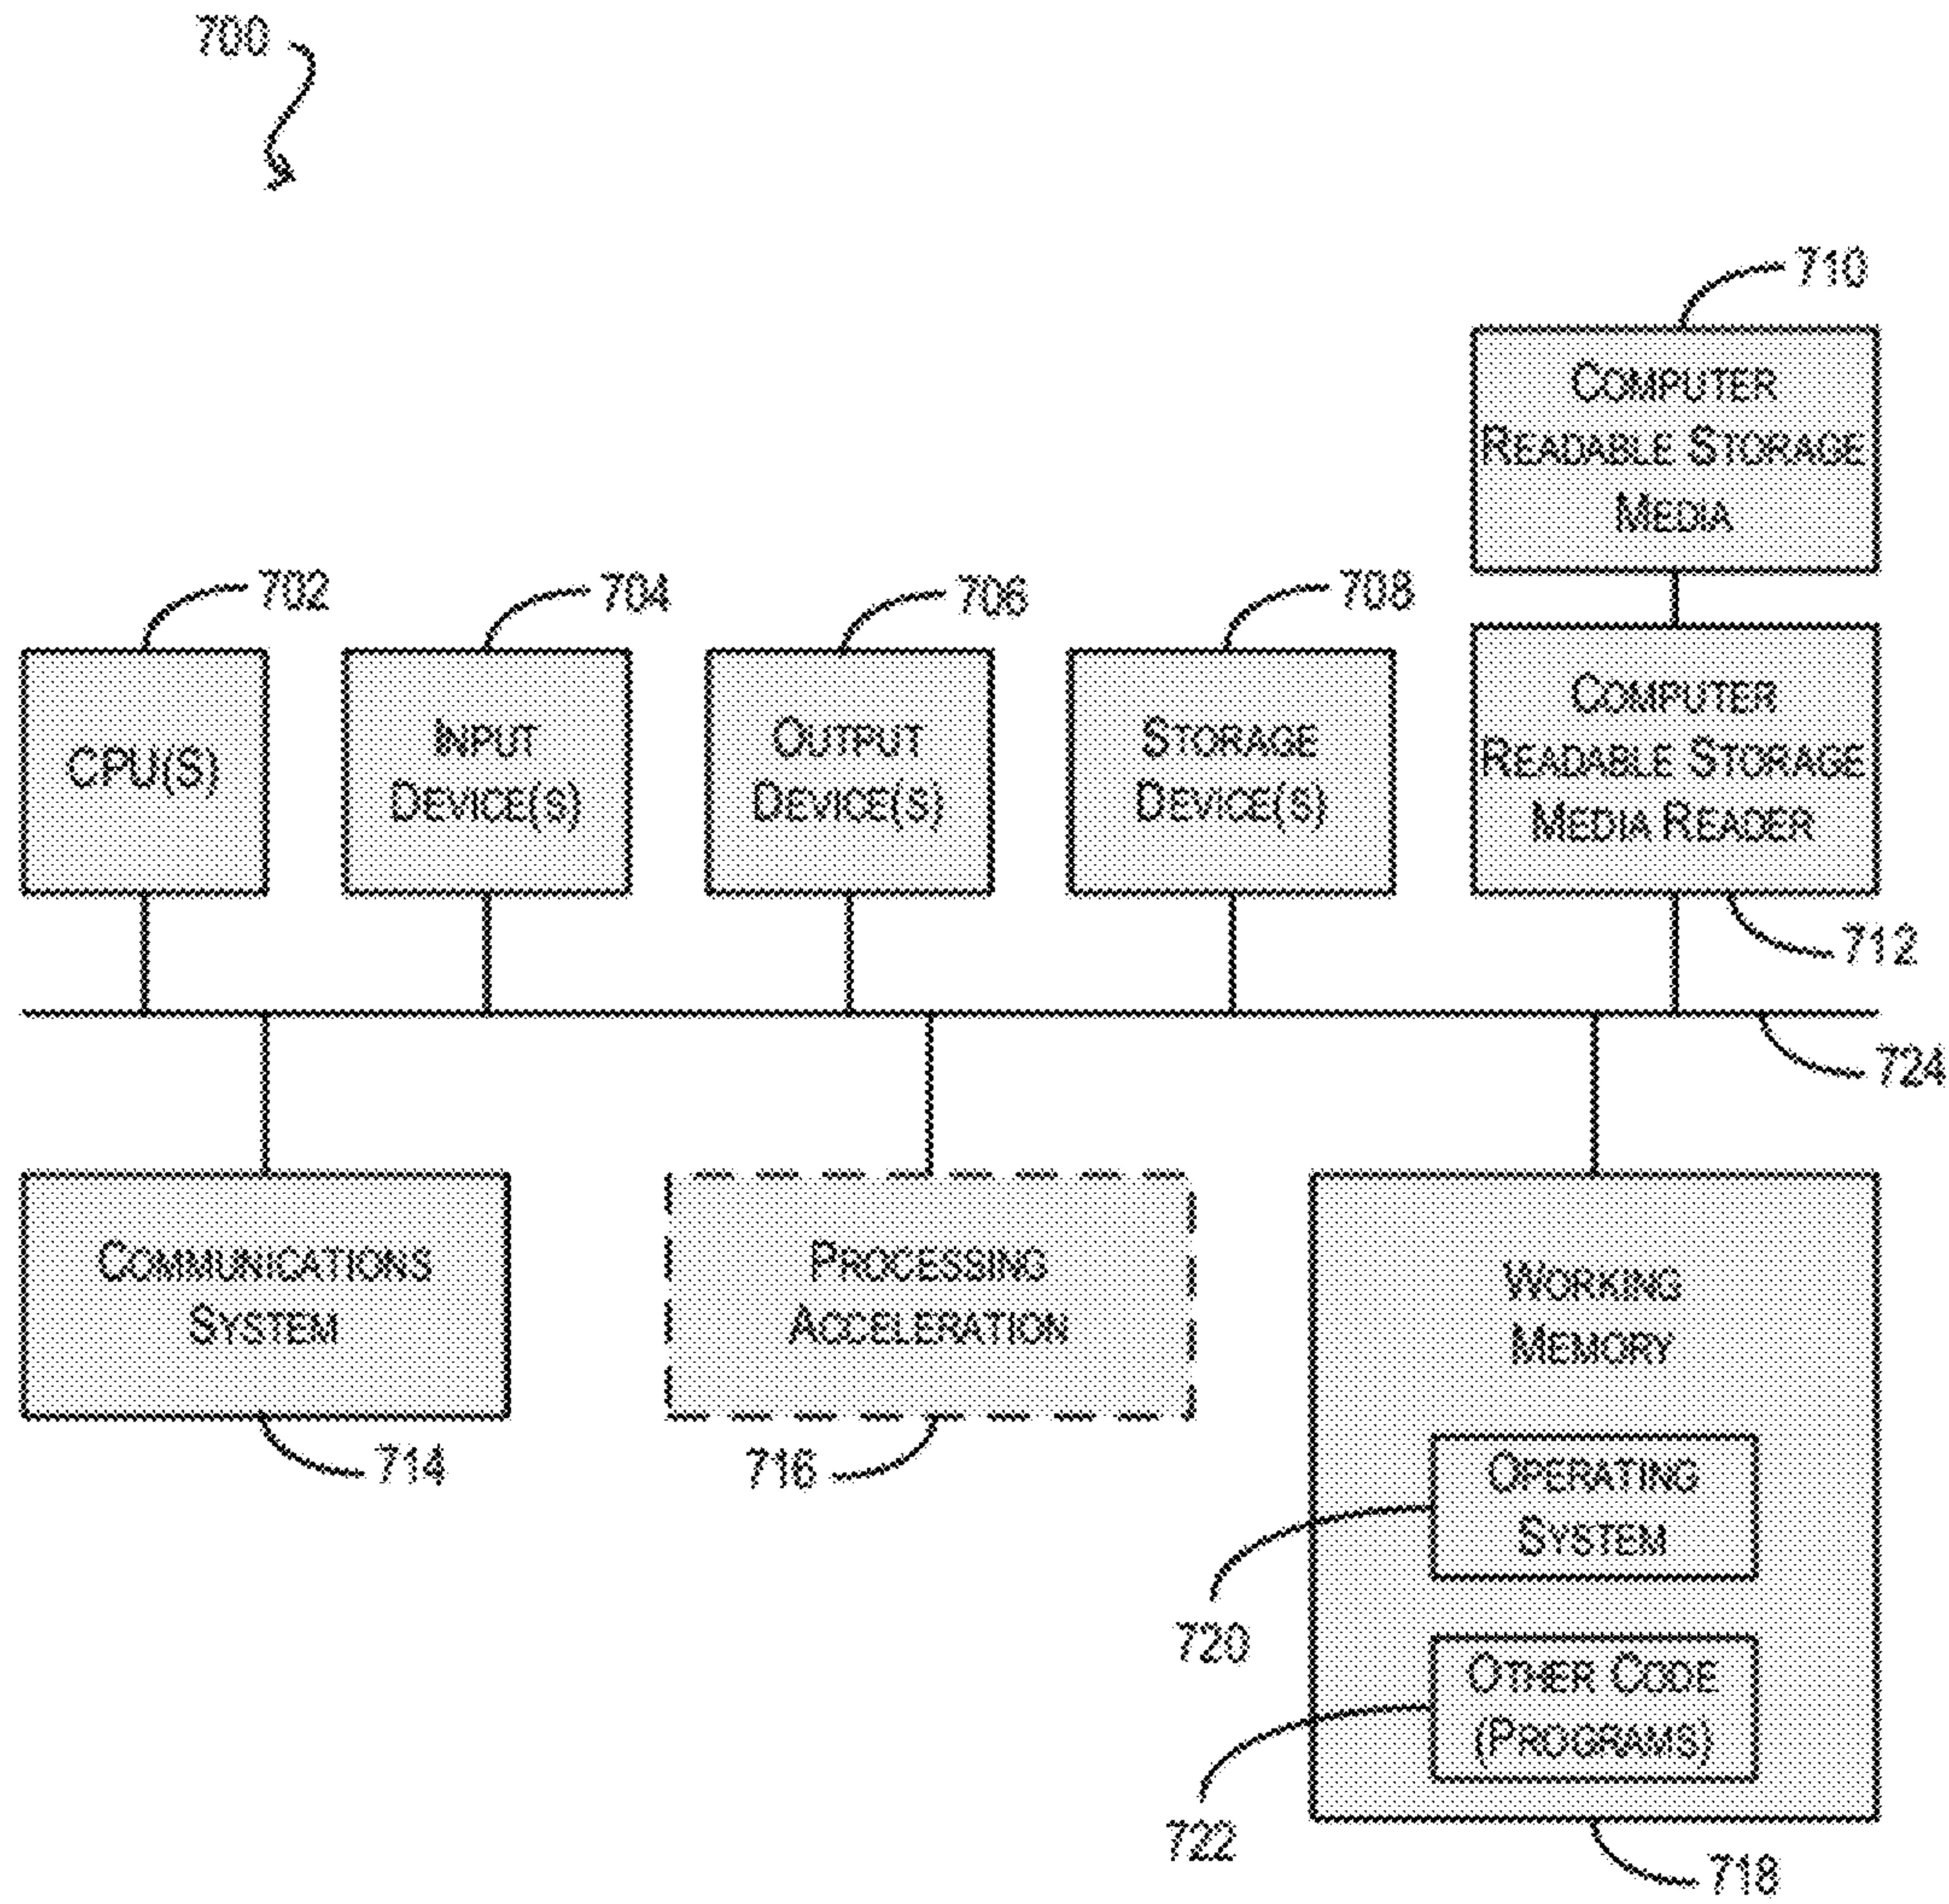 700
710
COMPUTER
READABLE STORAGE
MEDIA
702
704
706
708
CPU(S)
INPUT
DEVICE(S)
OUTPUT
DEVICE(S)
STORAGE
DEVICE(S)
COMPUTER
READABLE STORAGE
MEDIA READER
712
724
COMMUNICATIONS
SYSTEM
714
PROCESSING
ACCELERATION
716
WORKING
MEMORY
OPERATING
SYSTEM
720
OTHER CODE
(PROGRAMS)
722
718